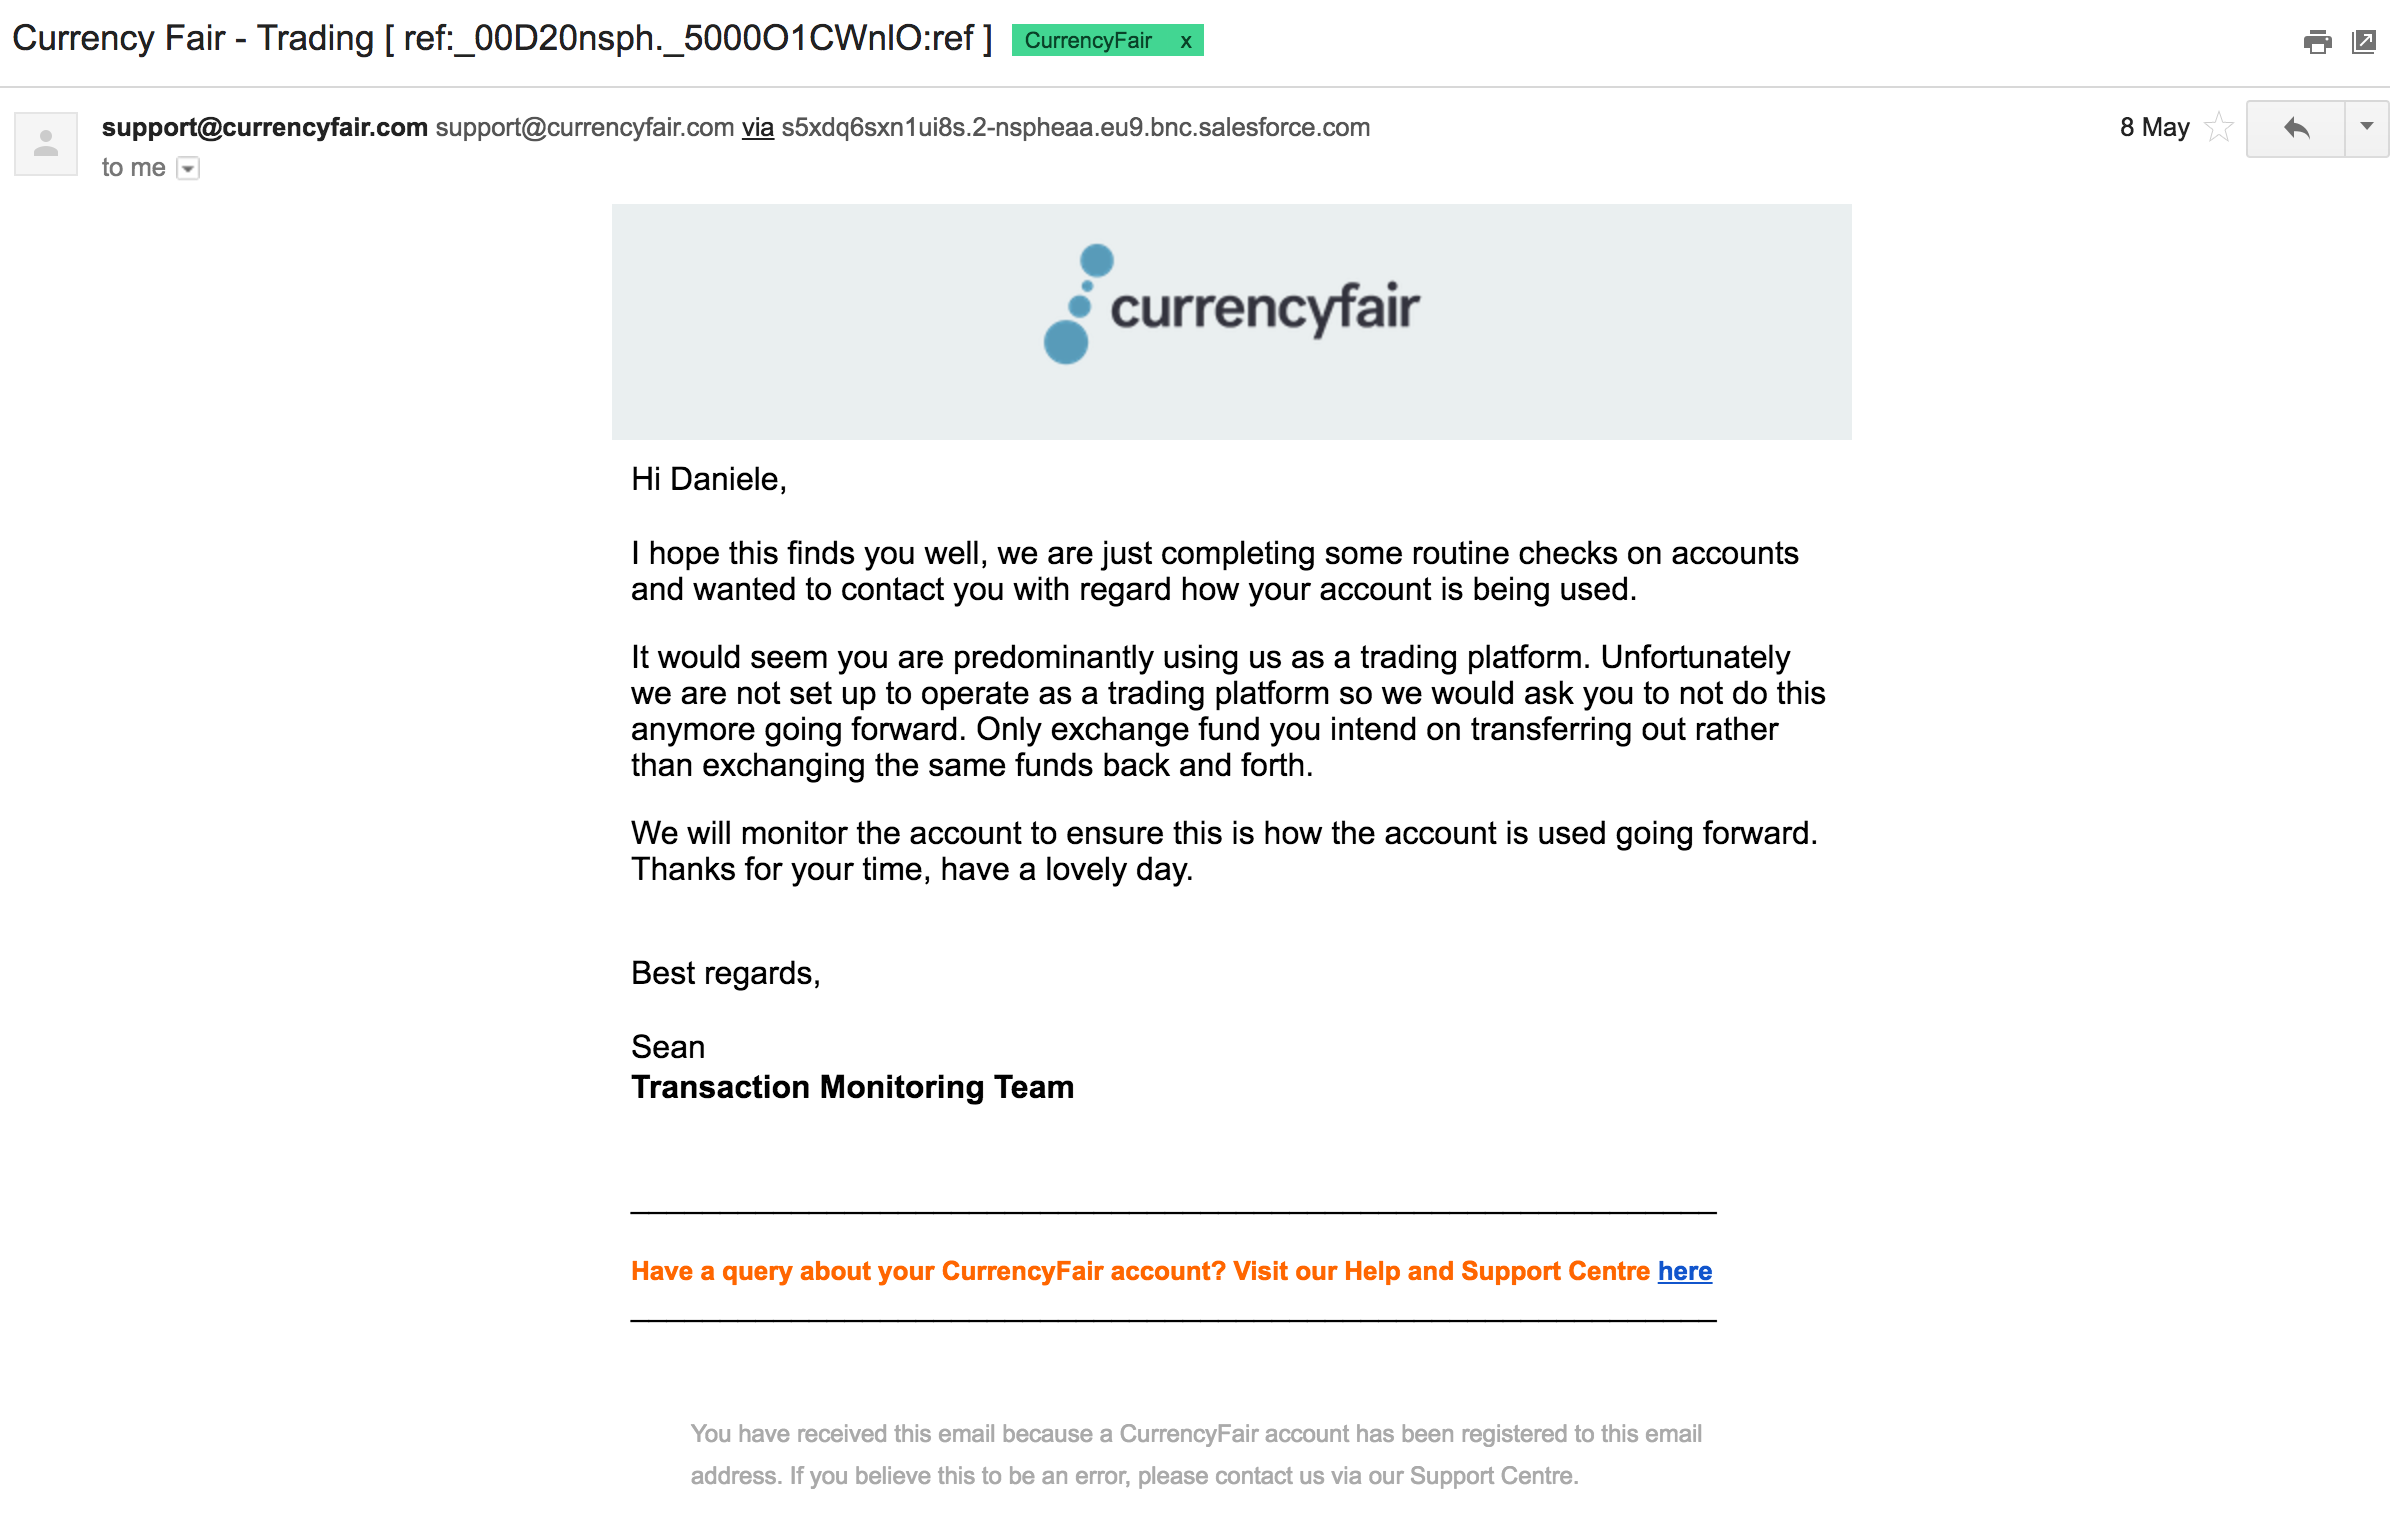 Currency Fair - Trading [ ref:_00D20nsph._5000O1CWnlO:ref ] CurrencyFair x
support@currencyfair.com support@currencyfair.com via s5xdq6sxn1ui8s.2-nspheaa.eu9.bnc.salesforce.com 8 May
to me
currencyfair
Hi Daniele,
I hope this finds you well, we are just completing some routine checks on accounts
and wanted to contact you with regard how your account is being used.
It would seem you are predominantly using us as a trading platform. Unfortunately
we are not set up to operate as a trading platform so we would ask you to not do this
anymore going forward. Only exchange fund you intend on transferring out rather
than exchanging the same funds back and forth.
We will monitor the account to ensure this is how the account is used going forward.
Thanks for your time, have a lovely day.
Best regards,
Sean
Transaction Monitoring Team
Have a query about your CurrencyFair account? Visit our Help and Support Centre here
You have received this email because a CurrencyFair account has been registered to this email
address. If you believe this to be an error, please contact us via our Support Centre.